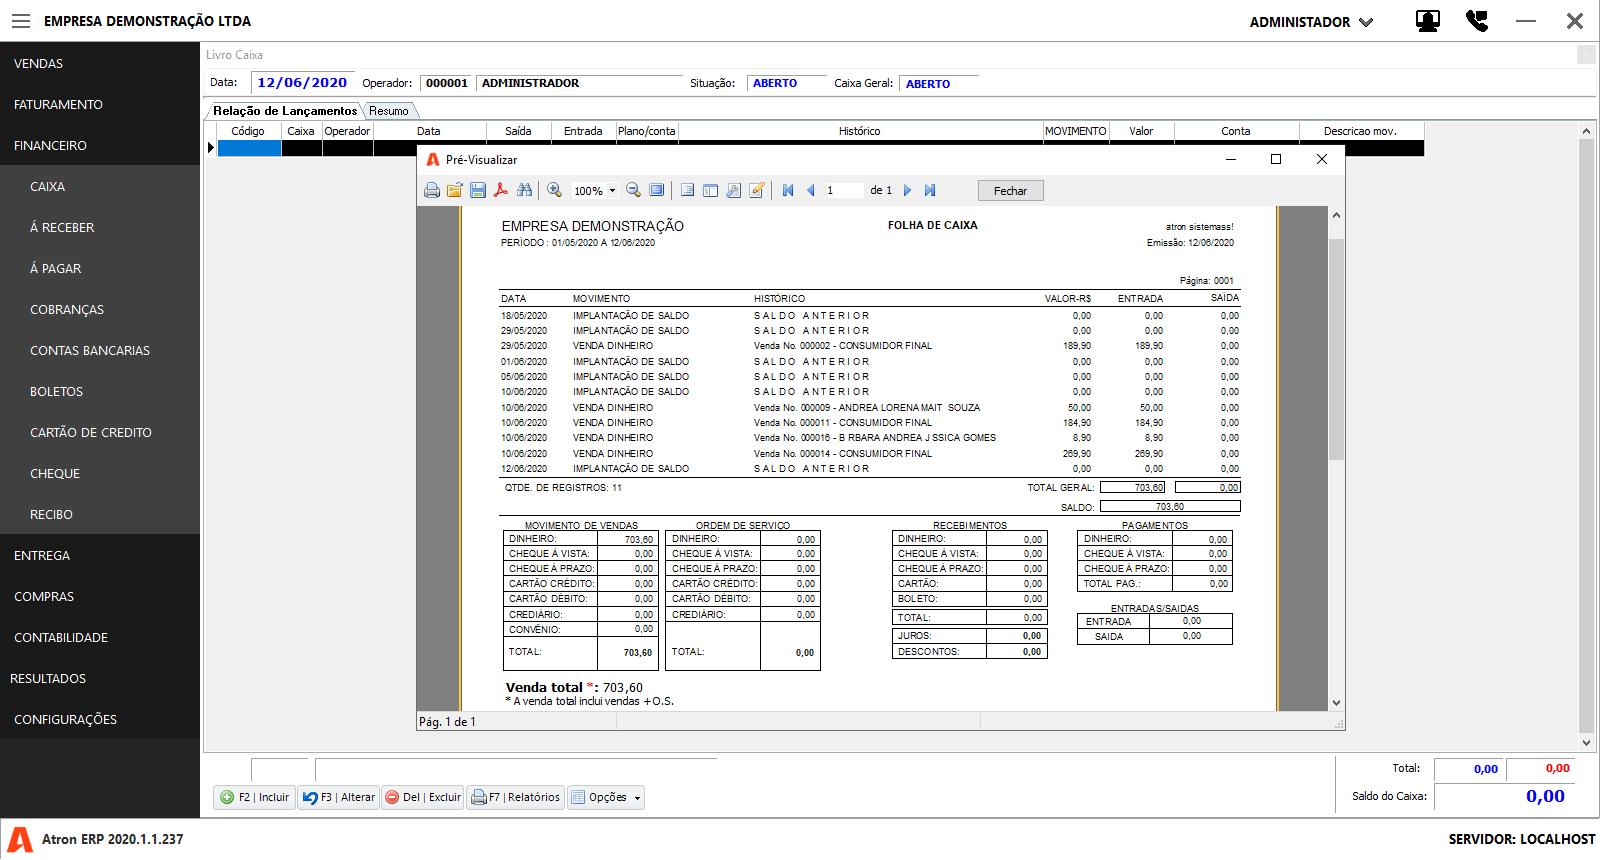 EMPRESA DEMONSTRAÇÃO LTDA
ADMINISTADOR
VENDAS
FATURAMENTO
FINANCEIRO
CAIXA
Á RECEBER
Á PAGAR
COBRANÇAS
CONTAS BANCARIAS
BOLETOS
CARTÃO DE CREDITO
CHEQUE
RECIBO
ENTREGA
COMPRAS
CONTABILIDADE
RESULTADOS
CONFIGURAÇÕES
Livro Caixa
Data: 12/06/2020 Operador: 000001 ADMINISTRADOR Situação: ABERTO Caixa Geral: ABERTO
Relação de Lançamentos Resumo
Código Caixa Operador Data Saída Entrada Plano/conta Histórico MOVIMENTO Valor Conta Descricao mov.
Pré-Visualizar
100% 1 de 1 Fechar
EMPRESA DEMONSTRAÇÃO FOLHA DE CAIXA atron sistemass!
PERÌODO : 01/05/2020 A 12/06/2020 Emissão: 12/06/2020
Página: 0001
DATA MOVIMENTO HISTÓRICO VALOR-R$ ENTRADA SAÍDA
18/05/2020 IMPLANTAÇÃO DE SALDO S A L D O A N T E R I O R 0,00 0,00 0,00
29/05/2020 IMPLANTAÇÃO DE SALDO S A L D O A N T E R I O R 0,00 0,00 0,00
29/05/2020 VENDA DINHEIRO Venda No. 000002 - CONSUMIDOR FINAL 189,90 189,90 0,00
01/06/2020 IMPLANTAÇÃO DE SALDO S A L D O A N T E R I O R 0,00 0,00 0,00
05/06/2020 IMPLANTAÇÃO DE SALDO S A L D O A N T E R I O R 0,00 0,00 0,00
10/06/2020 IMPLANTAÇÃO DE SALDO S A L D O A N T E R I O R 0,00 0,00 0,00
10/06/2020 VENDA DINHEIRO Venda No. 000009 - ANDREA LORENA MAIT SOUZA 50,00 50,00 0,00
10/06/2020 VENDA DINHEIRO Venda No. 000011 - CONSUMIDOR FINAL 184,90 184,90 0,00
10/06/2020 VENDA DINHEIRO Venda No. 000016 - B RBARA ANDREA J SSICA GOMES 8,90 8,90 0,00
10/06/2020 VENDA DINHEIRO Venda No. 000014 - CONSUMIDOR FINAL 269,90 269,90 0,00
12/06/2020 IMPLANTAÇÃO DE SALDO S A L D O A N T E R I O R 0,00 0,00 0,00
QTDE. DE REGISTROS: 11 TOTAL GERAL: 703,60 0,00
SALDO: 703,60
MOVIMENTO DE VENDAS
DINHEIRO: 703,60
CHEQUE À VISTA: 0,00
CHEQUE À PRAZO: 0,00
CARTÃO CRÉDITO: 0,00
CARTÃO DÉBITO: 0,00
CREDIÁRIO: 0,00
CONVÊNIO: 0,00
TOTAL: 703,60
ORDEM DE SERVIÇO
DINHEIRO: 0,00
CHEQUE À VISTA: 0,00
CHEQUE À PRAZO: 0,00
CARTÃO CRÉDITO: 0,00
CARTÃO DÉBITO: 0,00
CREDIÁRIO: 0,00
TOTAL: 0,00
RECEBIMENTOS
DINHEIRO: 0,00
CHEQUE À VISTA: 0,00
CHEQUE À PRAZO: 0,00
CARTÃO: 0,00
BOLETO: 0,00
TOTAL: 0,00
JUROS: 0,00
DESCONTOS: 0,00
PAGAMENTOS
DINHEIRO: 0,00
CHEQUE À VISTA: 0,00
CHEQUE À PRAZO: 0,00
TOTAL PAG.: 0,00
ENTRADAS/SAIDAS
ENTRADA 0,00
SAIDA 0,00
Venda total *: 703,60
* A venda total inclui vendas +O.S.
Pág. 1 de 1
Total: 0,00 0,00
F2 | Incluir F3 | Alterar Del | Excluir F7 | Relatórios Opções
Saldo do Caixa: 0,00
Atron ERP 2020.1.1.237
SERVIDOR: LOCALHOST